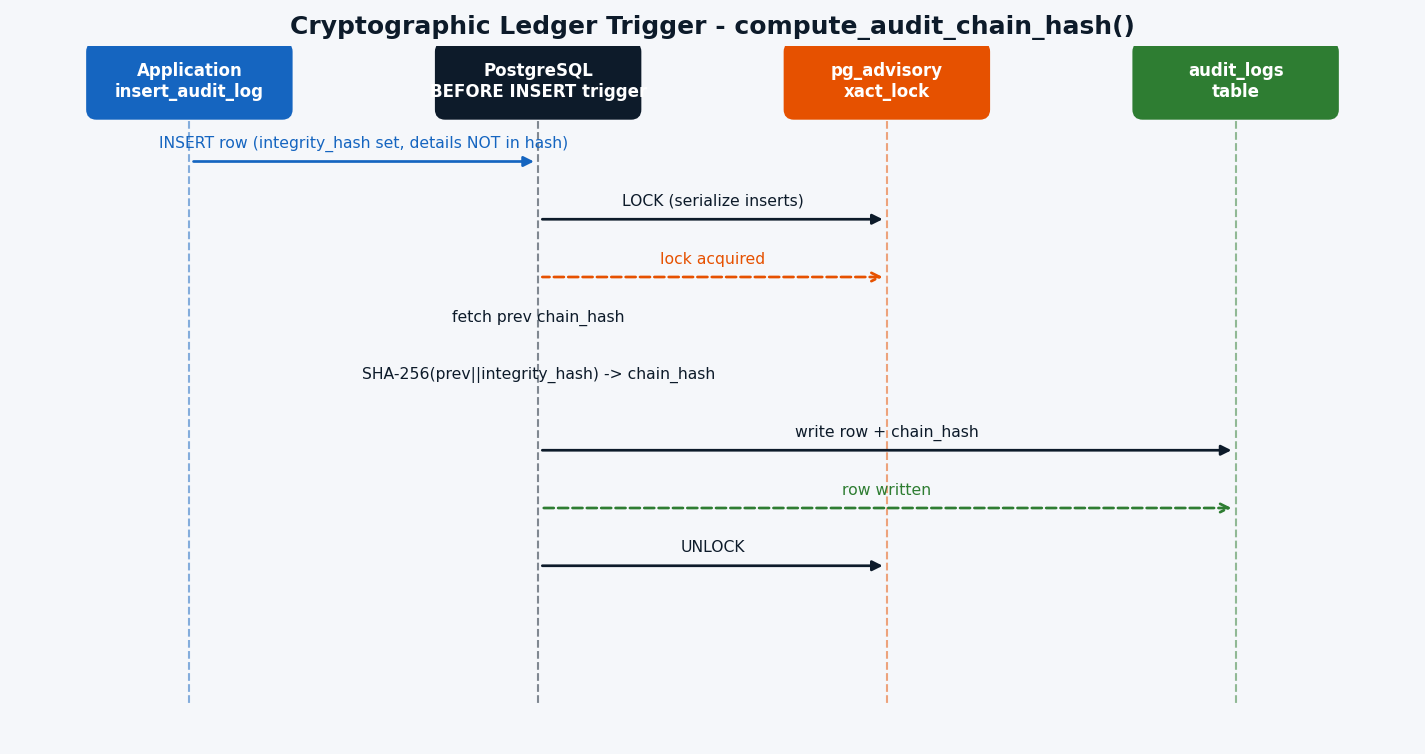 Cryptographic Ledger Trigger - compute_audit_chain_hash()
Application
insert_audit_log
PostgreSQL
BEFORE INSERT trigger
pg_advisory
xact_lock
audit_logs
table
INSERT row (integrity_hash set, details NOT in hash)
LOCK (serialize inserts)
lock acquired
fetch prev chain_hash
SHA-256(prev||integrity_hash) -> chain_hash
write row + chain_hash
row written
UNLOCK